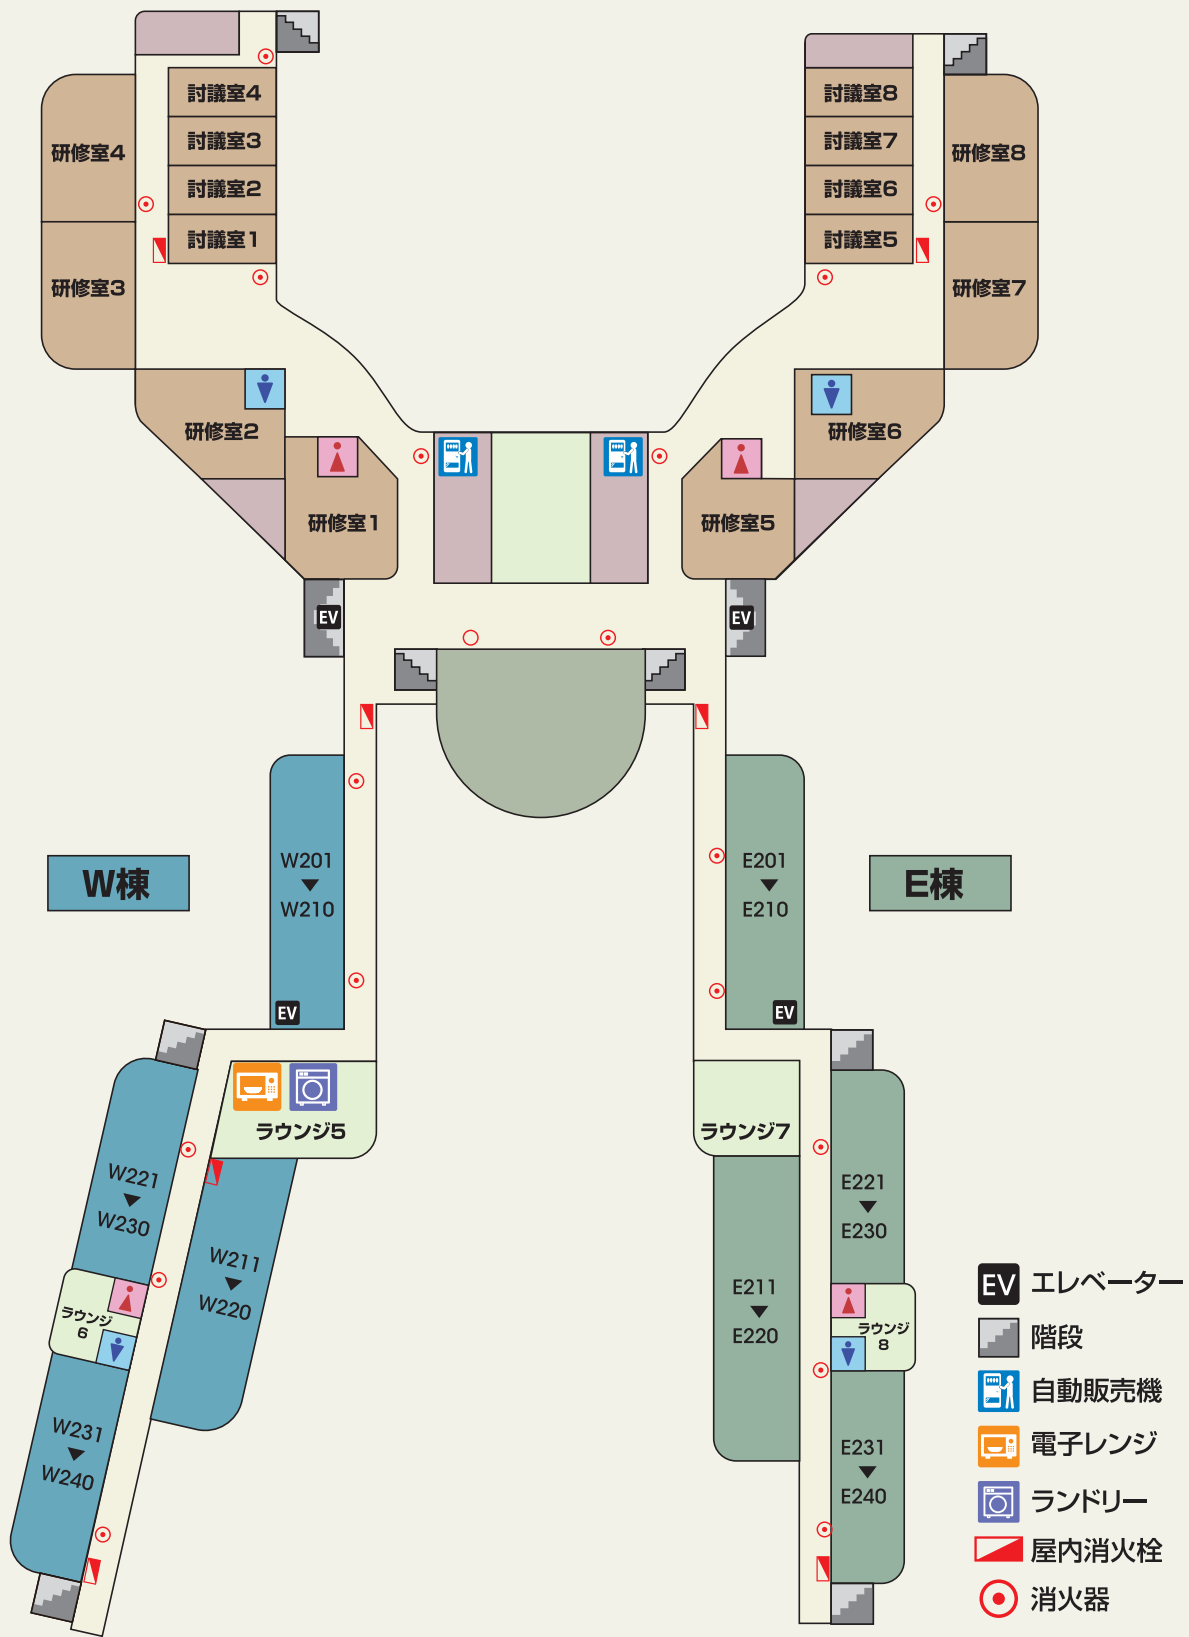 討議室4
討議室3
討議室2
討議室1
研修室4
研修室3
研修室2
研修室1
討議室8
討議室7
討議室6
討議室5
研修室8
研修室7
研修室6
研修室5
EV
EV
W棟
W201
W210
EV
E201
E210
EV
E棟
ラウンジ5
W221
W230
W211
W220
ラウンジ
6
W231
W240
ラウンジ7
E221
E230
E211
E220
ラウンジ
8
E231
E240
EV エレベーター
階段
自動販売機
電子レンジ
ランドリー
屋内消火栓
消火器